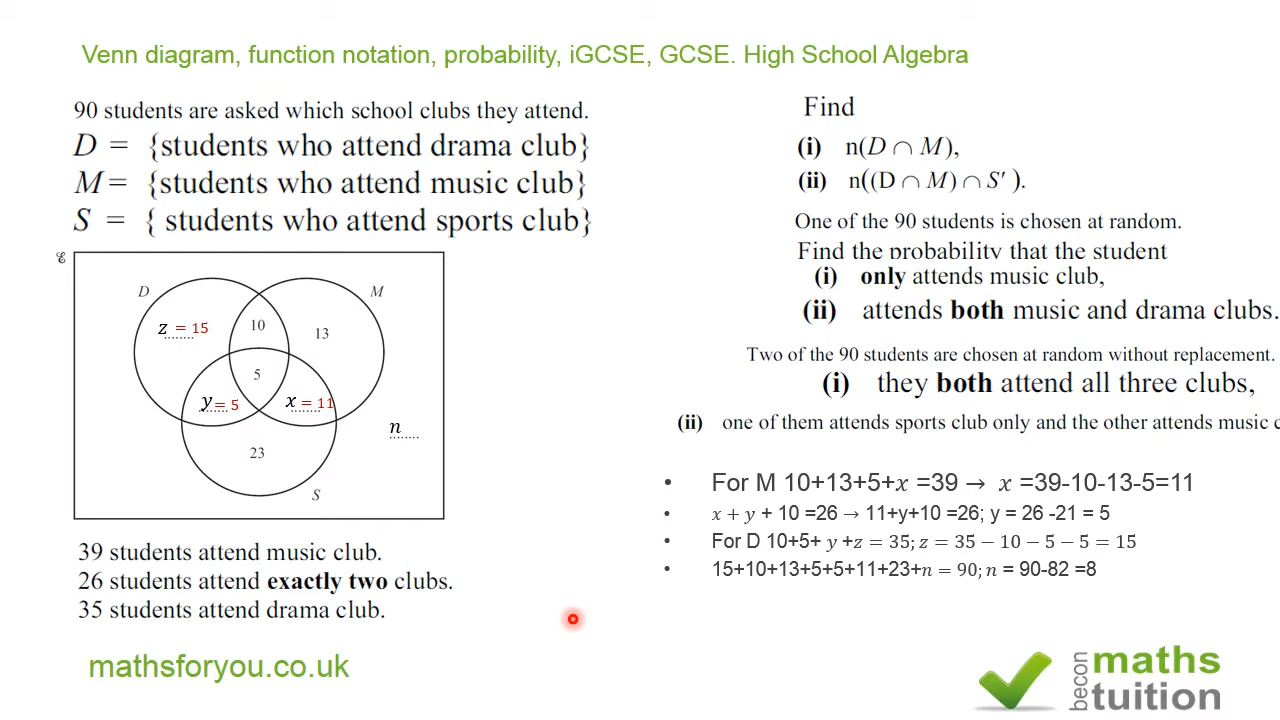 Venn diagram, function notation, probability, iGCSE, GCSE. High School Algebra
90 students are asked which school clubs they attend.
D = {students who attend drama club}
M = {students who attend music club}
S = { students who attend sports club}
ℰ
D
M
z = 15
10
13
5
y = 5
x = 11
n
23
S
39 students attend music club.
26 students attend exactly two clubs.
35 students attend drama club.
mathsforyou.co.uk
Find
(i) n(D ∩ M),
(ii) n((D ∩ M) ∩ S′ ).
One of the 90 students is chosen at random.
Find the probability that the student
(i) only attends music club,
(ii) attends both music and drama clubs.
Two of the 90 students are chosen at random without replacement.
(i) they both attend all three clubs,
(ii) one of them attends sports club only and the other attends music c
• For M 10+13+5+x =39 → x =39-10-13-5=11
• x + y + 10 =26 → 11+y+10 =26; y = 26 -21 = 5
• For D 10+5+ y +z = 35; z = 35 − 10 − 5 − 5 = 15
• 15+10+13+5+5+11+23+n = 90; n = 90-82 =8
becon
maths
tuition